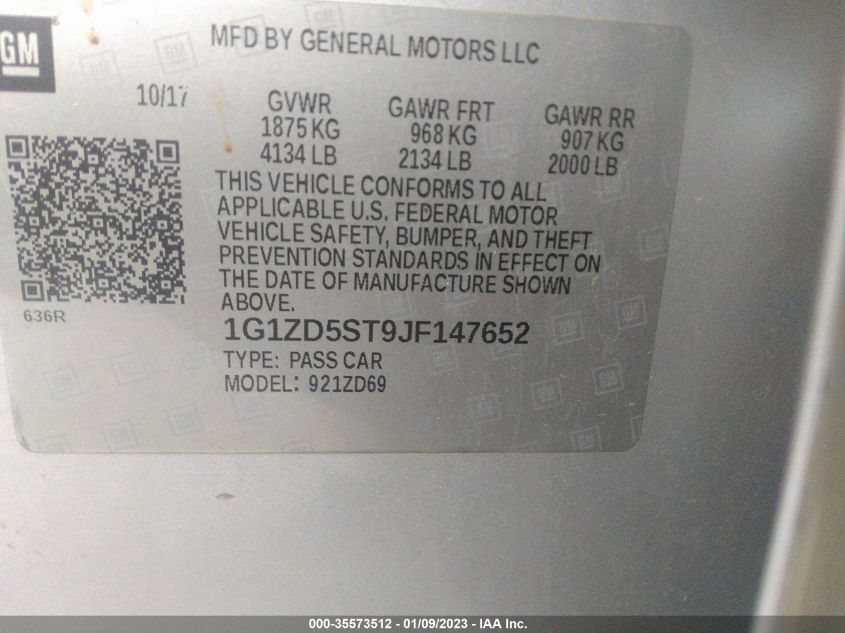 GM
MFD BY GENERAL MOTORS LLC
10/17 GVWR GAWR FRT GAWR RR
1875 KG 968 KG 907 KG
4134 LB 2134 LB 2000 LB
THIS VEHICLE CONFORMS TO ALL
APPLICABLE U.S. FEDERAL MOTOR
VEHICLE SAFETY, BUMPER, AND THEFT
PREVENTION STANDARDS IN EFFECT ON
THE DATE OF MANUFACTURE SHOWN
ABOVE.
636R
1G1ZD5ST9JF147652
TYPE: PASS CAR
MODEL: 921ZD69
000-35573512 - 01/09/2023 - IAA Inc.